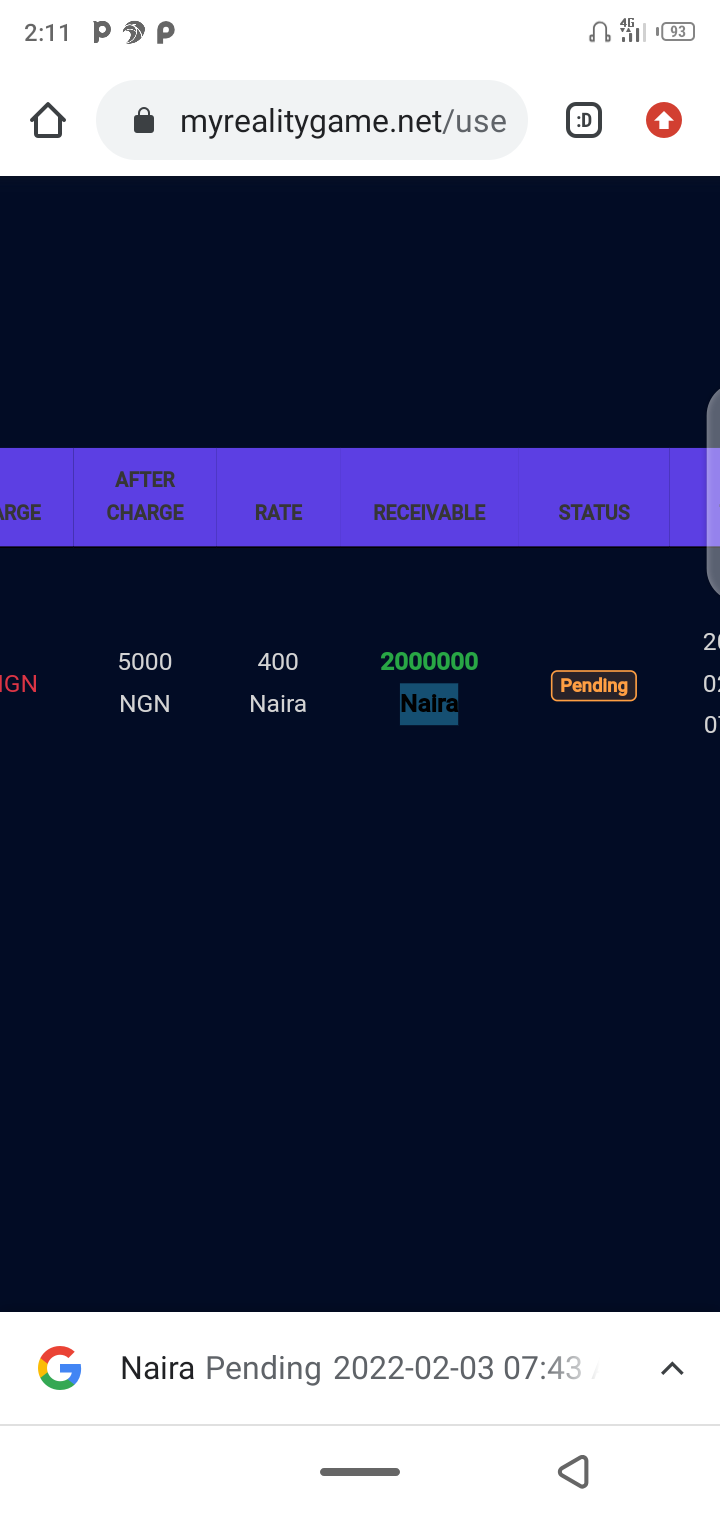 2:11
4G
93
myrealitygame.net/use
:D
ARGE
AFTER
CHARGE
RATE
RECEIVABLE
STATUS
NGN
5000
NGN
400
Naira
2000000
Naira
Pending
20
02
07
Naira Pending 2022-02-03 07:43